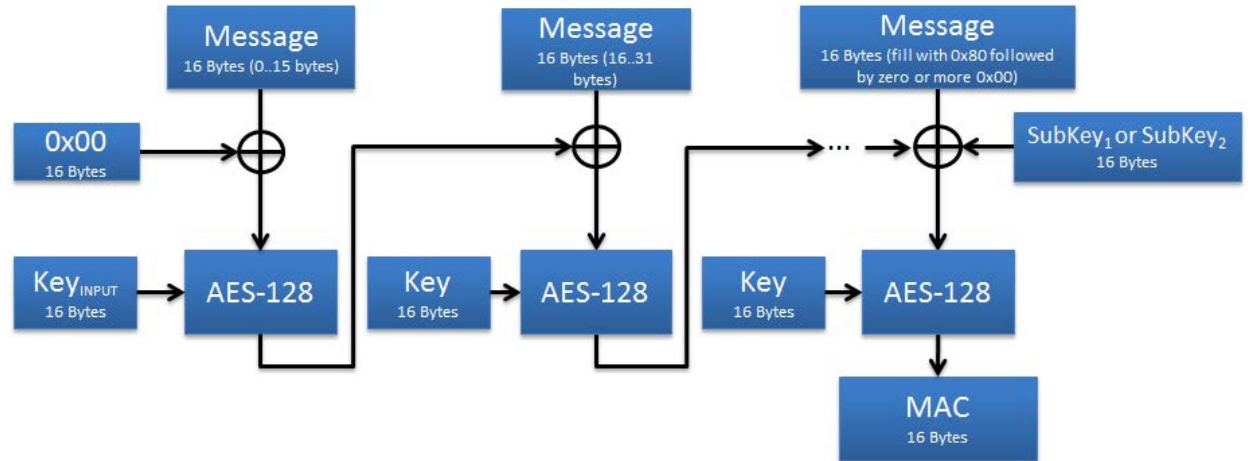 Message
16 Bytes (0..15 bytes)
Message
16 Bytes (16..31
bytes)
Message
16 Bytes (fill with 0x80 followed
by zero or more 0x00)
0x00
16 Bytes
...
SubKey₁ or SubKey₂
16 Bytes
KeyINPUT
16 Bytes
AES-128
Key
16 Bytes
AES-128
Key
16 Bytes
AES-128
MAC
16 Bytes